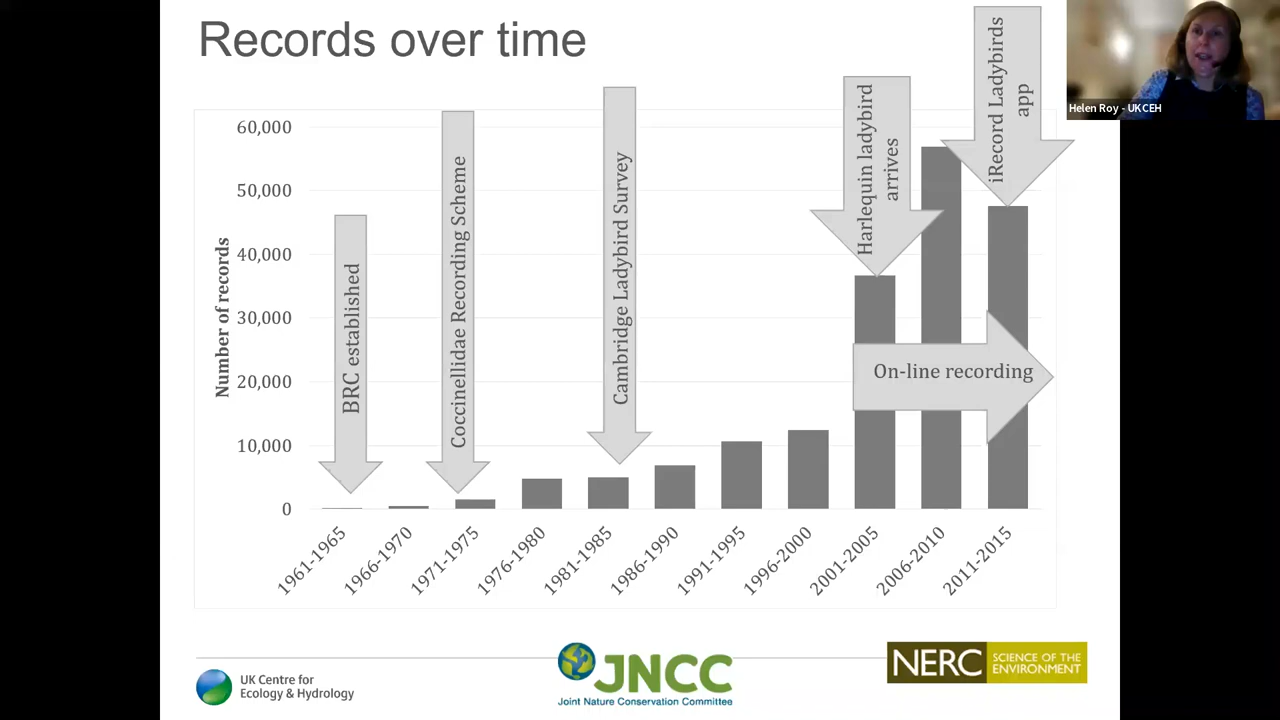 Records over time
Helen Roy - UKCEH
60,000
50,000
40,000
30,000
20,000
10,000
0
Number of records
BRC established
Coccinellidae Recording Scheme
Cambridge Ladybird Survey
Harlequin ladybird
arrives
iRecord Ladybirds
app
On-line recording
1961-1965
1966-1970
1971-1975
1976-1980
1981-1985
1986-1990
1991-1995
1996-2000
2001-2005
2006-2010
2011-2015
UK Centre for
Ecology & Hydrology
JNCC
Joint Nature Conservation Committee
NERC
SCIENCE OF THE
ENVIRONMENT